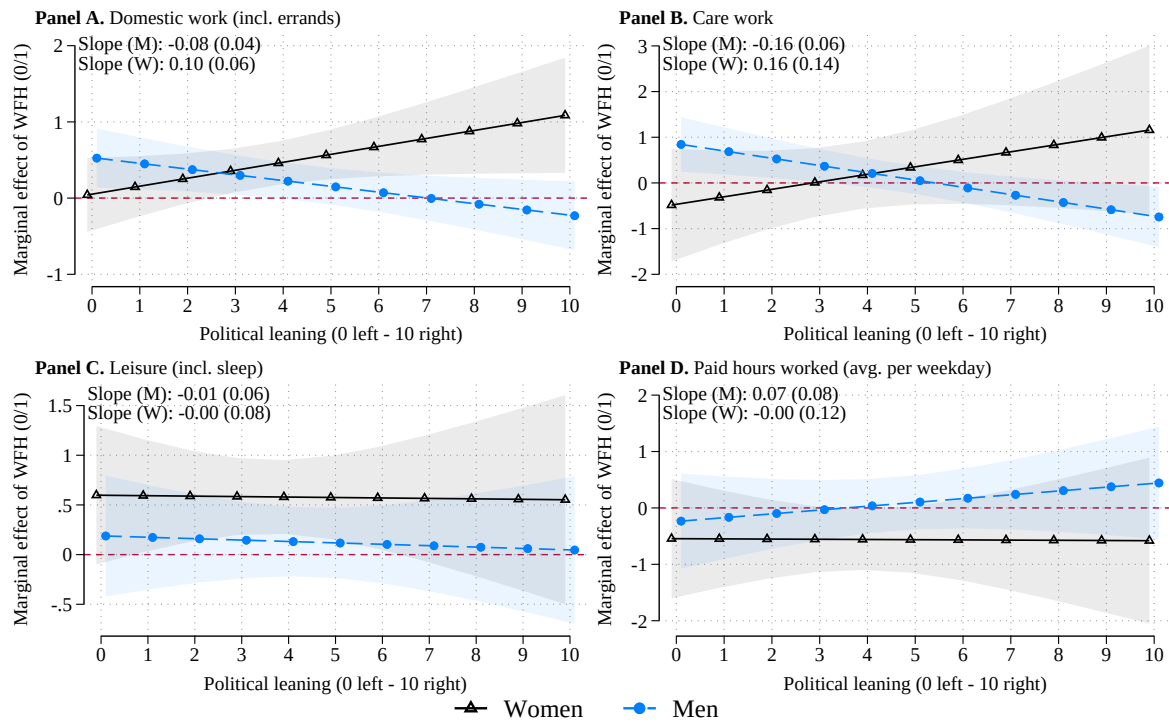 Panel A. Domestic work (incl. errands)
Slope (M): -0.08 (0.04)
Slope (W): 0.10 (0.06)
Marginal effect of WFH (0/1)
2
1
0
-1
0 1 2 3 4 5 6 7 8 9 10
Political leaning (0 left - 10 right)
Panel B. Care work
Slope (M): -0.16 (0.06)
Slope (W): 0.16 (0.14)
Marginal effect of WFH (0/1)
3
2
1
0
-1
-2
0 1 2 3 4 5 6 7 8 9 10
Political leaning (0 left - 10 right)
Panel C. Leisure (incl. sleep)
Slope (M): -0.01 (0.06)
Slope (W): -0.00 (0.08)
Marginal effect of WFH (0/1)
1.5
1
.5
0
-.5
0 1 2 3 4 5 6 7 8 9 10
Political leaning (0 left - 10 right)
Panel D. Paid hours worked (avg. per weekday)
Slope (M): 0.07 (0.08)
Slope (W): -0.00 (0.12)
Marginal effect of WFH (0/1)
2
1
0
-1
-2
0 1 2 3 4 5 6 7 8 9 10
Political leaning (0 left - 10 right)
Women Men